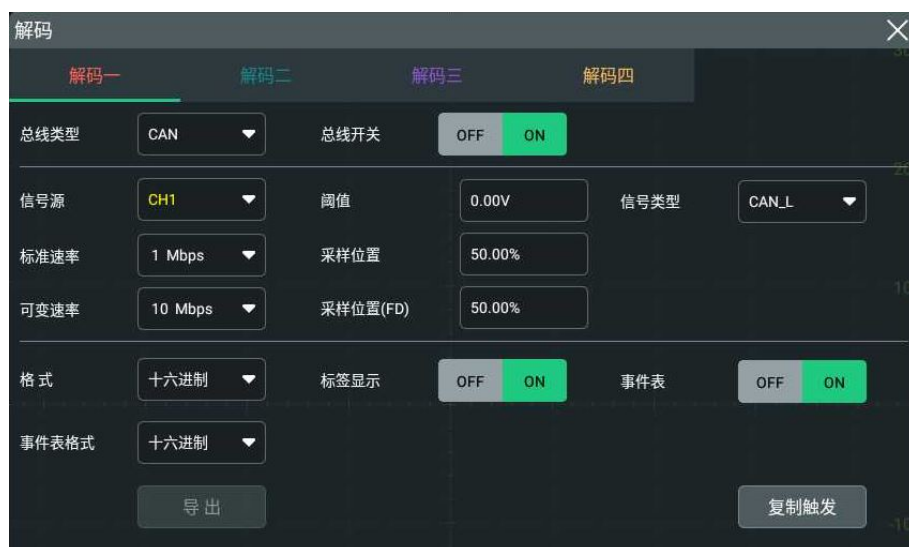 解码
解码一 解码二 解码三 解码四
总线类型 CAN 总线开关 OFF ON
信号源 CH1 阈值 0.00V 信号类型 CAN_L
标准速率 1 Mbps 采样位置 50.00%
可变速率 10 Mbps 采样位置(FD) 50.00%
格式 十六进制 标签显示 OFF ON 事件表 OFF ON
事件表格式 十六进制
导出 复制触发